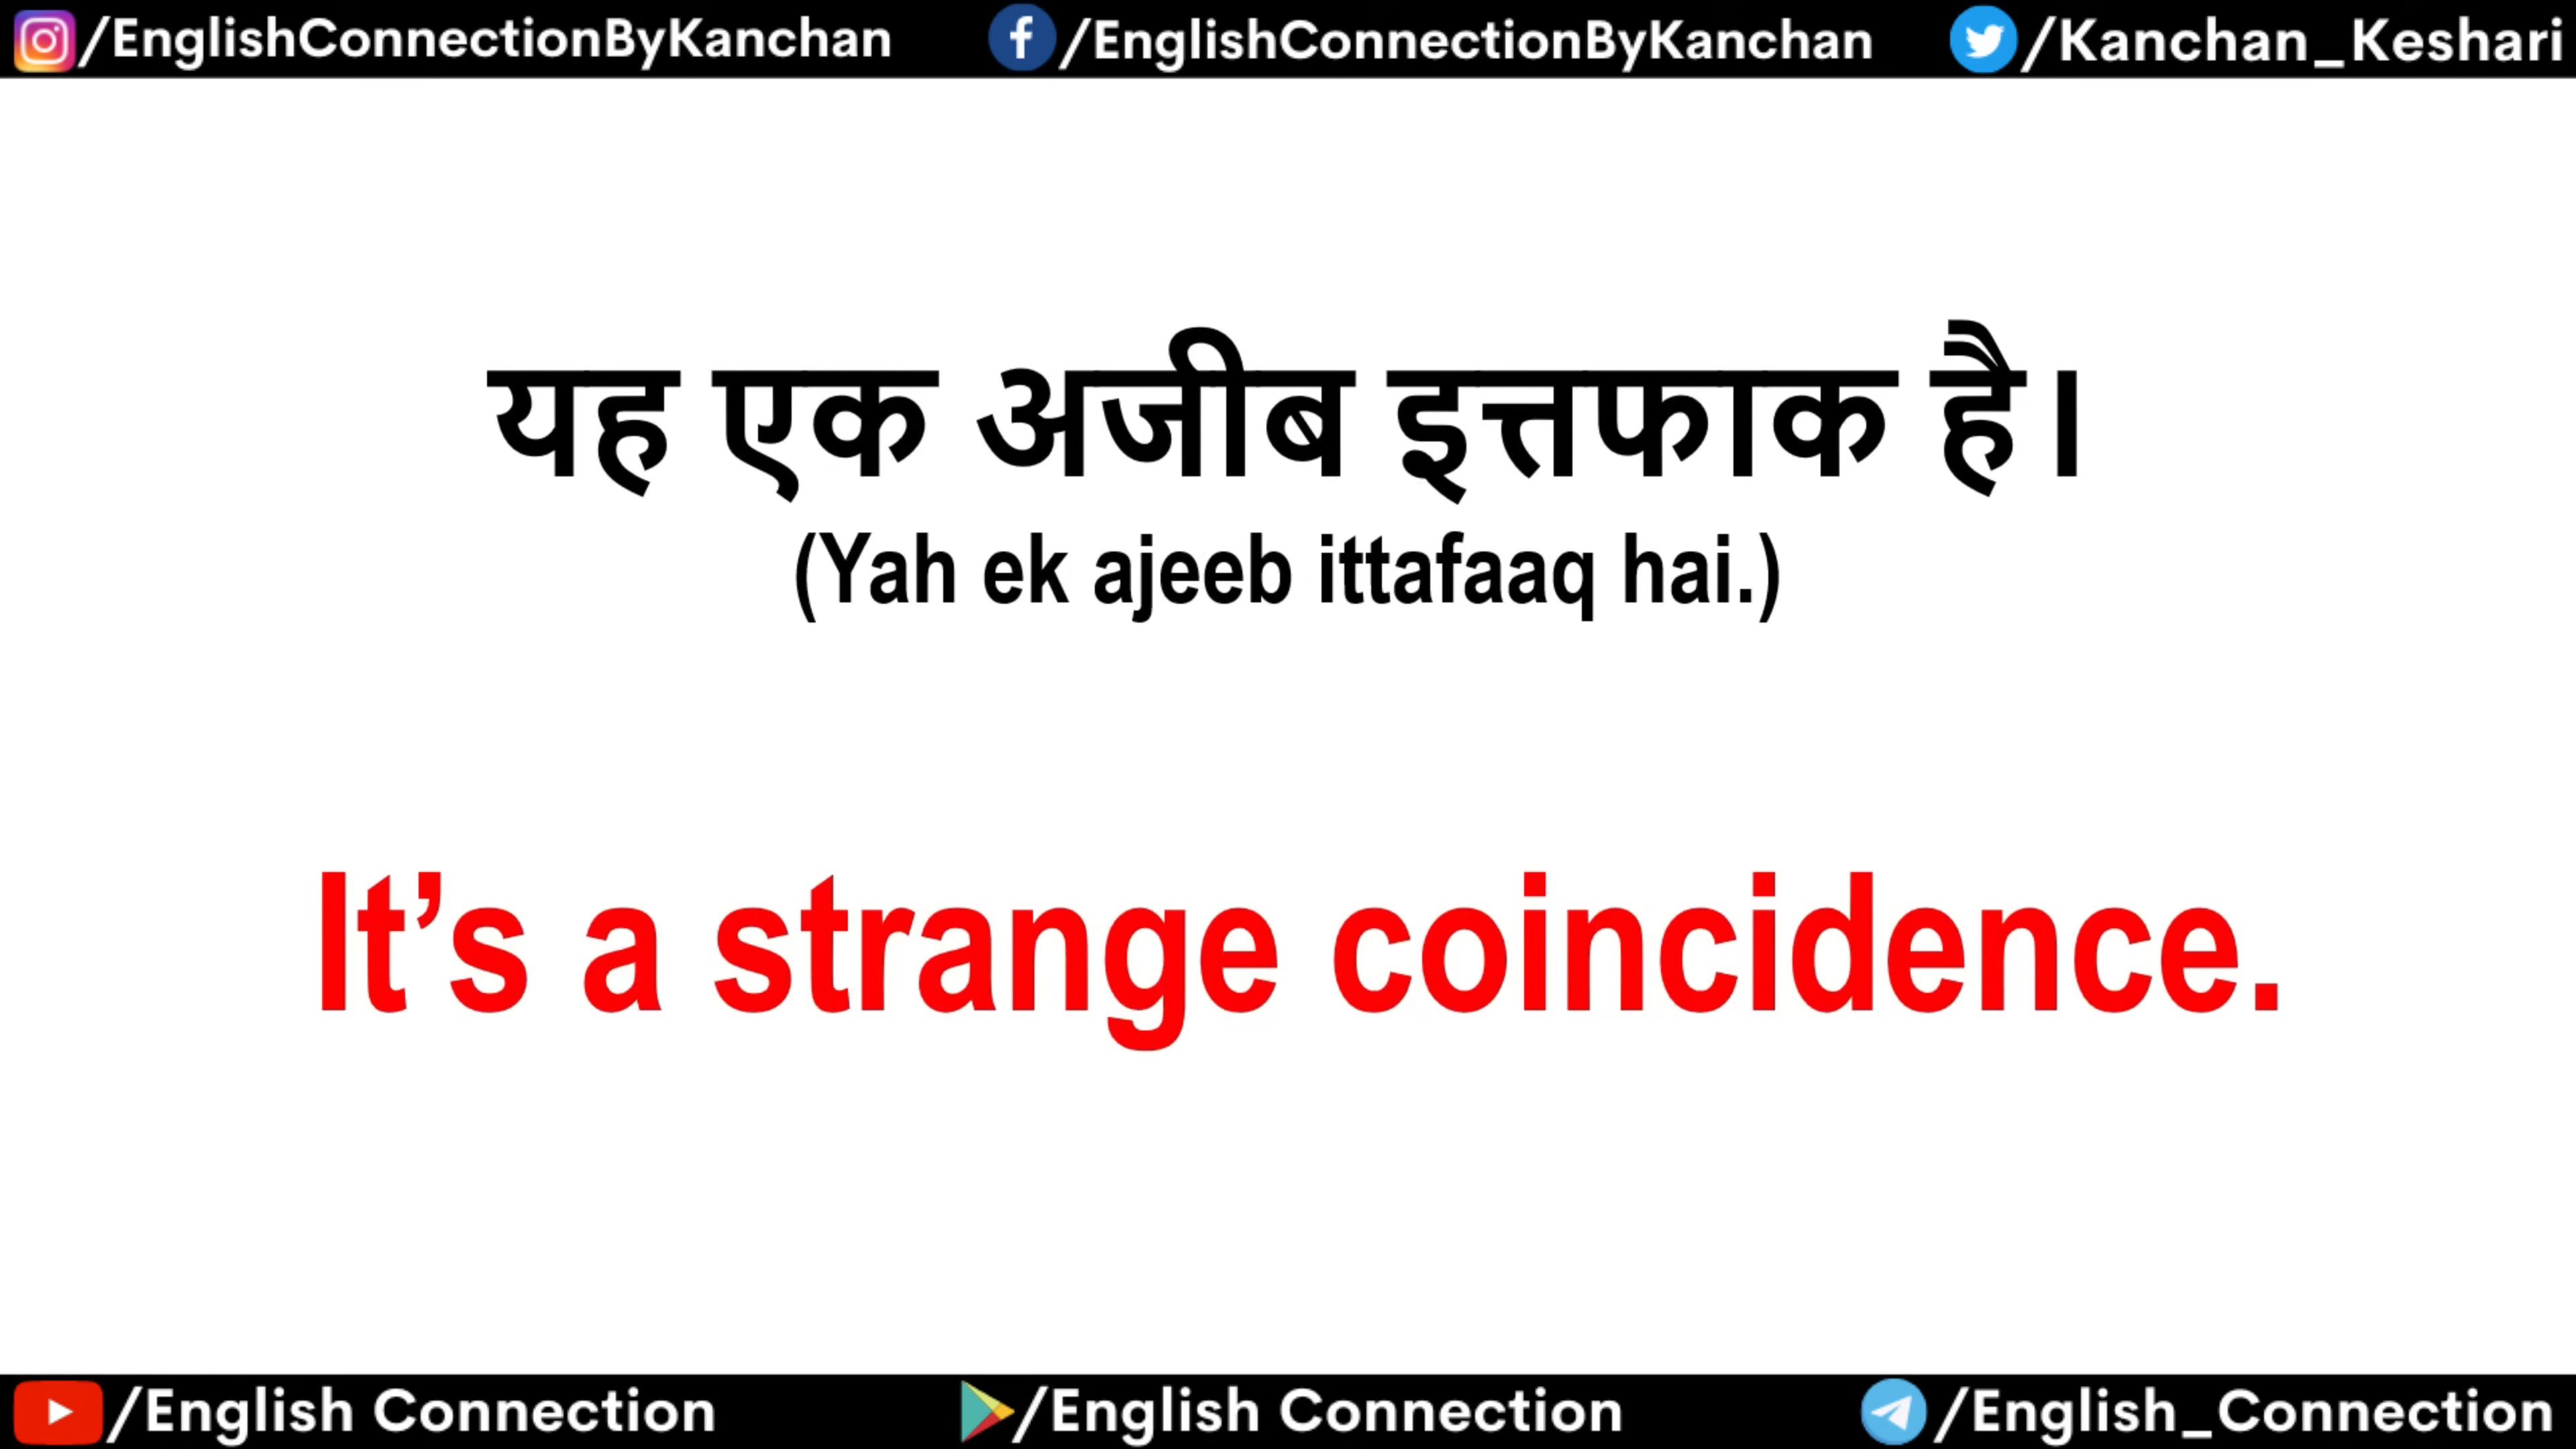 /EnglishConnectionByKanchan /EnglishConnectionByKanchan /Kanchan_Keshari
यह एक अजीब इत्तफाक है।
(Yah ek ajeeb ittafaaq hai.)
It’s a strange coincidence.
/English Connection /English Connection /English_Connection